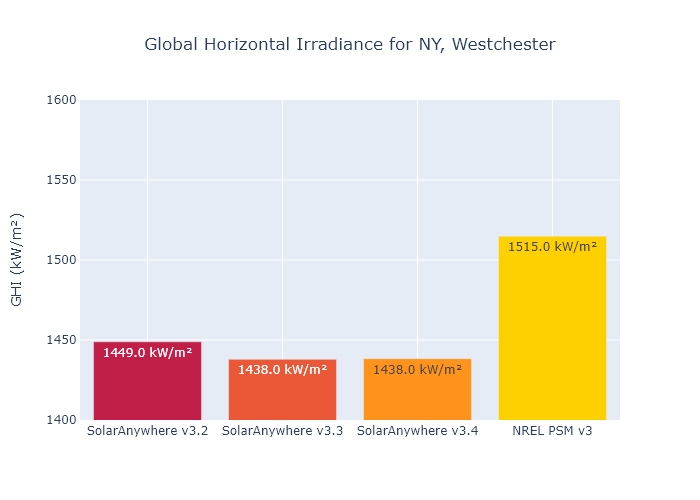 Global Horizontal Irradiance for NY, Westchester
1600
1550
1500
1450
1400
GHI (kW/m²)
1449.0 kW/m²
1438.0 kW/m²
1438.0 kW/m²
1515.0 kW/m²
SolarAnywhere v3.2
SolarAnywhere v3.3
SolarAnywhere v3.4
NREL PSM v3